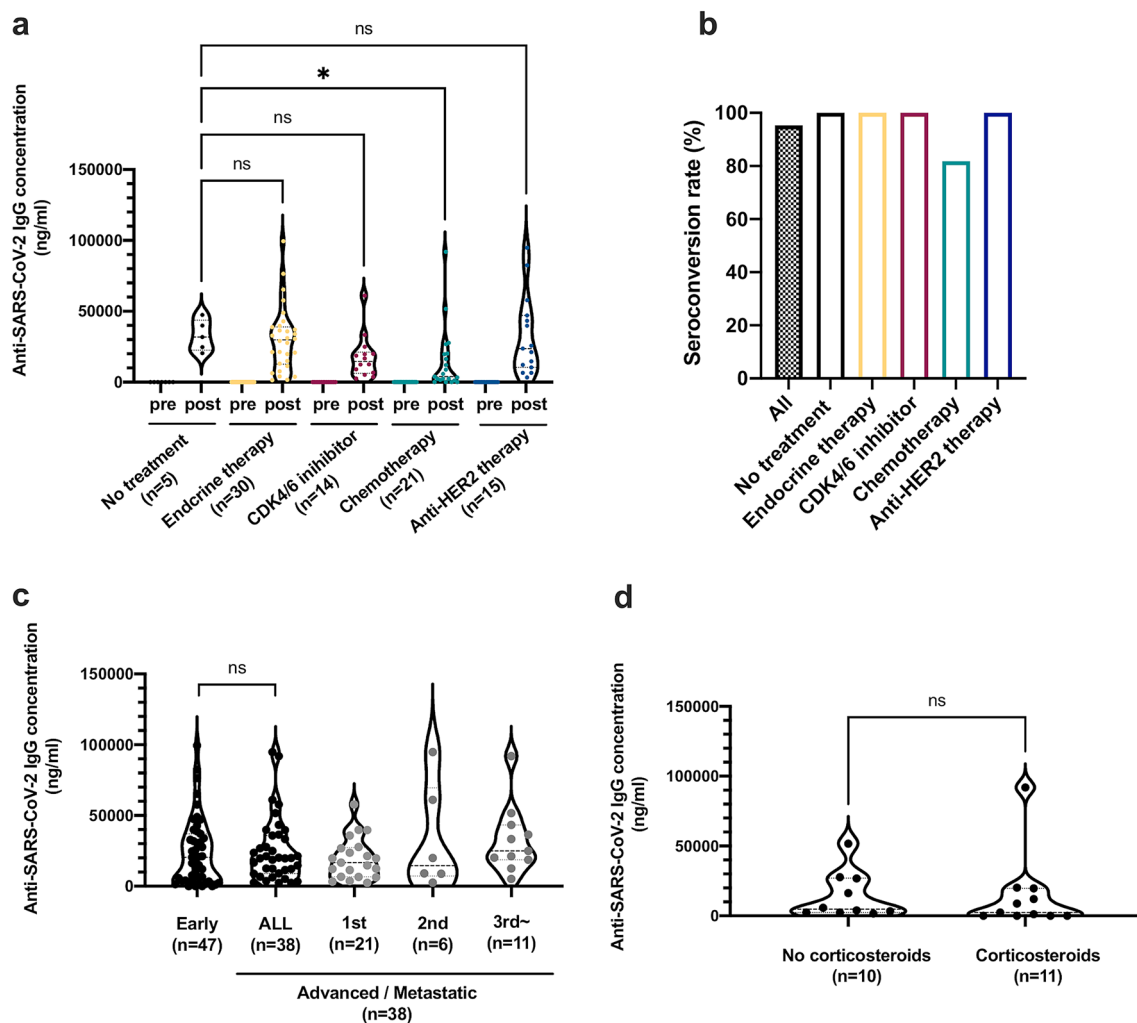 a
Anti-SARS-CoV-2 IgG concentration
(ng/ml)
150000
100000
50000
0
ns
*
ns
ns
pre post pre post pre post pre post pre post
No treatment
(n=5)
Endcrine therapy
(n=30)
CDK4/6 inihibitor
(n=14)
Chemotherapy
(n=21)
Anti-HER2 therapy
(n=15)
b
Seroconversion rate (%)
100
80
60
40
20
0
All
No treatment
Endocrine therapy
CDK4/6 inhibitor
Chemotherapy
Anti-HER2 therapy
c
Anti-SARS-CoV-2 IgG concentration
(ng/ml)
150000
100000
50000
0
ns
Early
(n=47)
ALL
(n=38)
1st
(n=21)
2nd
(n=6)
3rd~
(n=11)
Advanced / Metastatic
(n=38)
d
Anti-SARS-CoV-2 IgG concentration
(ng/ml)
150000
100000
50000
0
ns
No corticosteroids
(n=10)
Corticosteroids
(n=11)